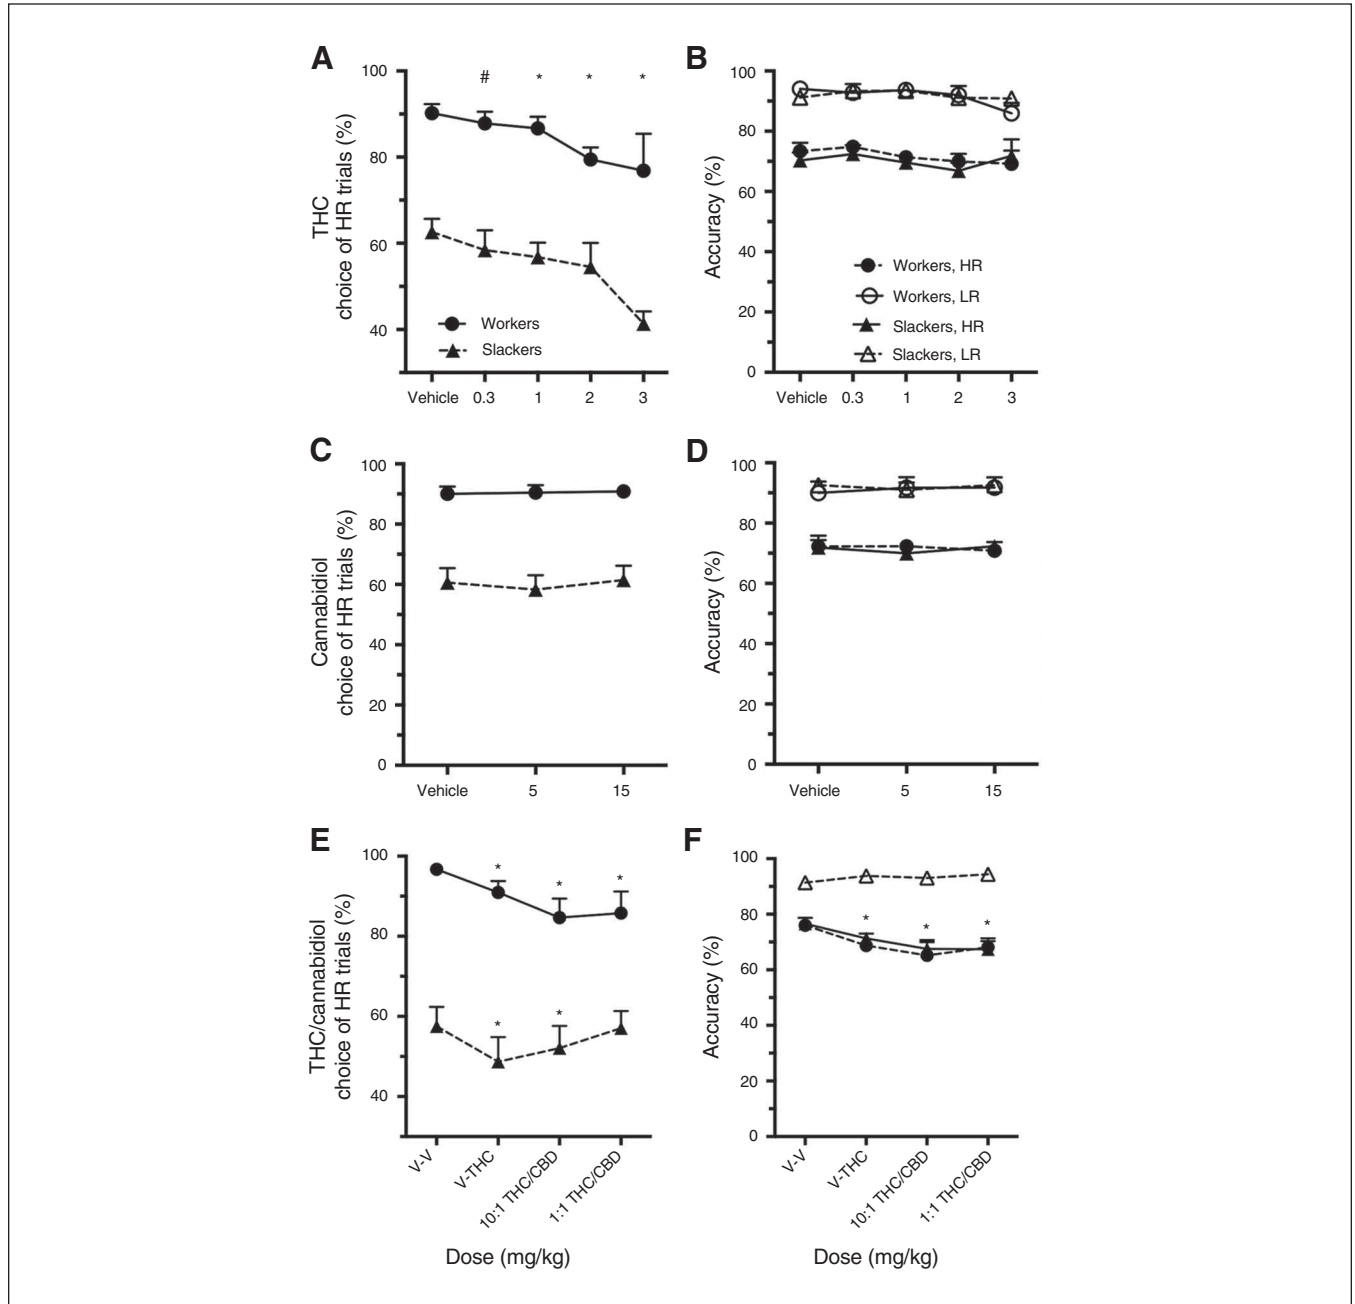 A
THC
choice of HR trials (%)
100
80
60
40
#
*
*
*
Workers
Slackers
Vehicle
0.3
1
2
3
B
Accuracy (%)
100
80
60
40
20
0
Workers, HR
Workers, LR
Slackers, HR
Slackers, LR
Vehicle
0.3
1
2
3
C
Cannabidiol
choice of HR trials (%)
100
80
60
40
20
0
Vehicle
5
15
D
Accuracy (%)
100
80
60
40
20
0
Vehicle
5
15
E
THC/cannabidiol
choice of HR trials (%)
100
80
60
40
*
*
*
*
*
V-V
V-THC
10:1 THC/CBD
1:1 THC/CBD
Dose (mg/kg)
F
Accuracy (%)
100
80
60
40
20
0
*
*
*
V-V
V-THC
10:1 THC/CBD
1:1 THC/CBD
Dose (mg/kg)